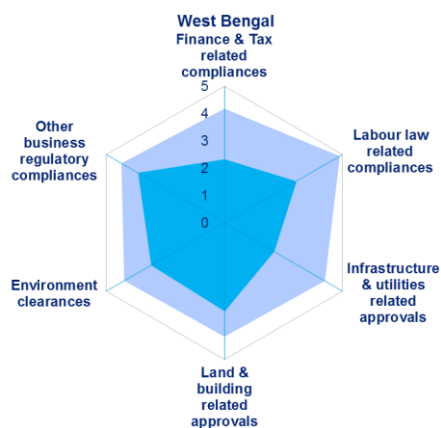 West Bengal
Finance & Tax
related
compliances
5
4
3
2
1
0
Labour law
related
compliances
Infrastructure
& utilities
related
approvals
Land &
building
related
approvals
Environment
clearances
Other
business
regulatory
compliances